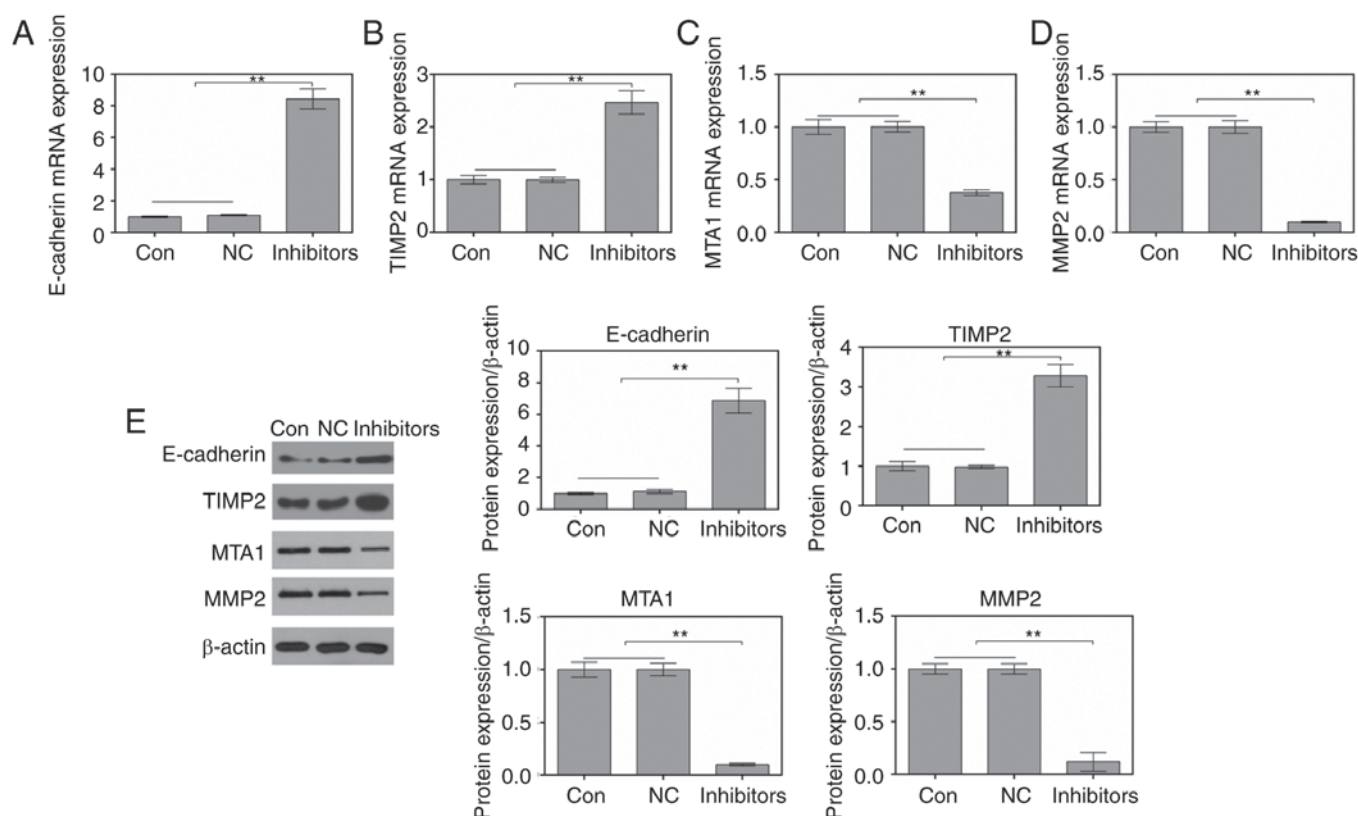 A
E-cadherin mRNA expression
10
8
6
4
2
0
**
Con NC Inhibitors
B
TIMP2 mRNA expression
3
2
1
0
**
Con NC Inhibitors
C
MTA1 mRNA expression
1.5
1.0
0.5
0.0
**
Con NC Inhibitors
D
MMP2 mRNA expression
1.5
1.0
0.5
0.0
**
Con NC Inhibitors
E
Con NC Inhibitors
E-cadherin
TIMP2
MTA1
MMP2
β-actin
E-cadherin
Protein expression/β-actin
10
8
6
4
2
0
**
Con NC Inhibitors
TIMP2
Protein expression/β-actin
4
3
2
1
0
**
Con NC Inhibitors
MTA1
Protein expression/β-actin
1.5
1.0
0.5
0.0
**
Con NC Inhibitors
MMP2
Protein expression/β-actin
1.5
1.0
0.5
0.0
**
Con NC Inhibitors